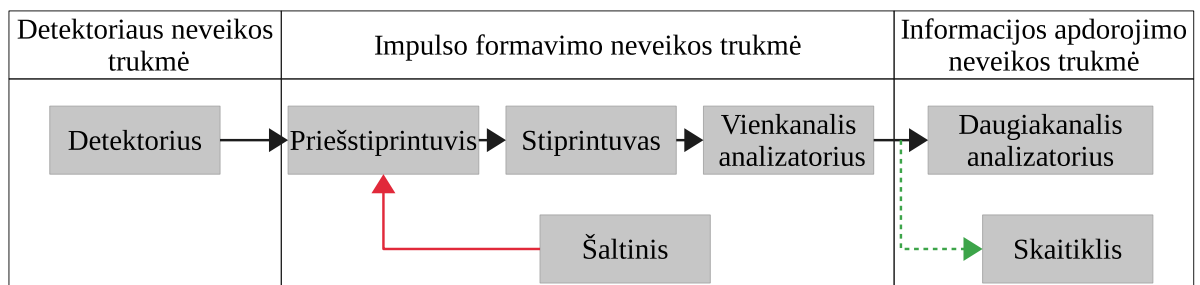 Detektoriaus neveikos
trukmė
Impulso formavimo neveikos trukmė
Informacijos apdorojimo
neveikos trukmė
Detektorius
Priešstiprintuvis
Stiprintuvas
Vienkanalis
analizatorius
Daugiakanalis
analizatorius
Šaltinis
Skaitiklis